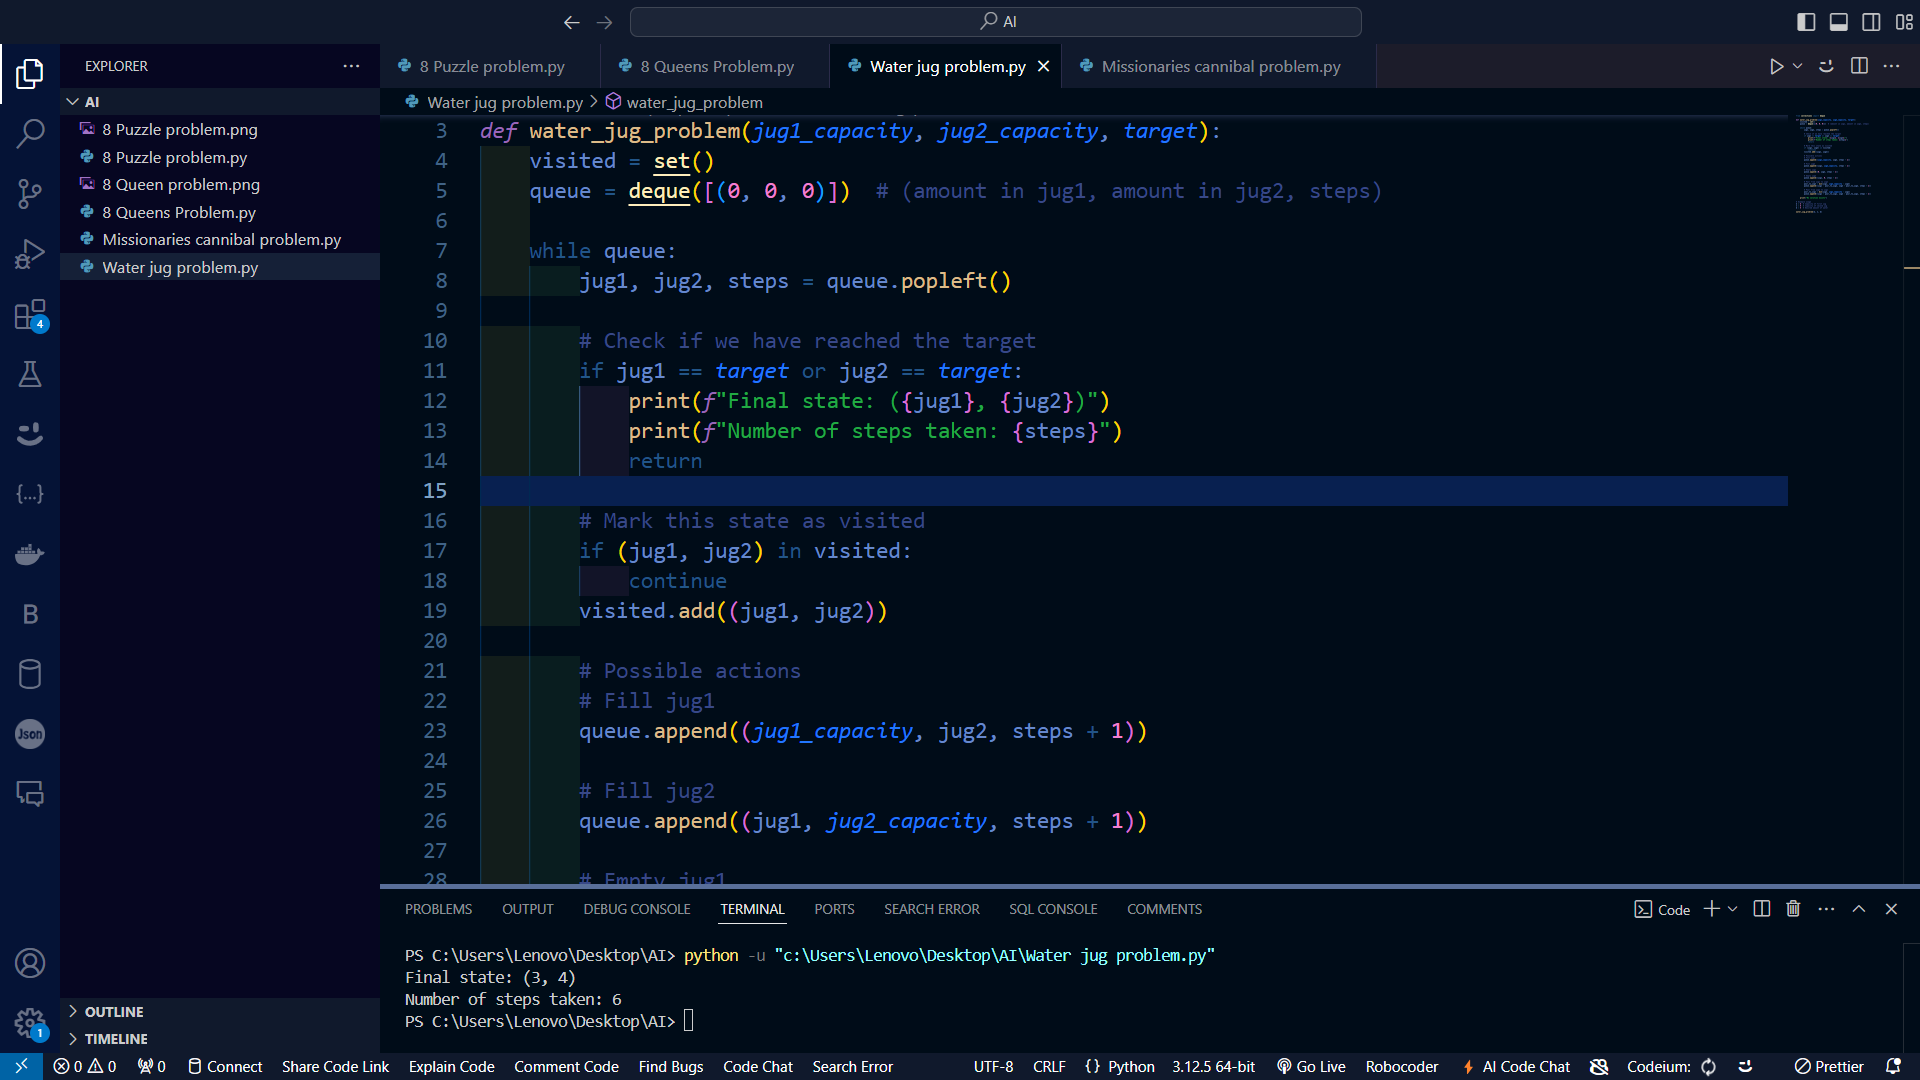 AI
EXPLORER
AI
8 Puzzle problem.png
8 Puzzle problem.py
8 Queen problem.png
8 Queens Problem.py
Missionaries cannibal problem.py
Water jug problem.py
OUTLINE
TIMELINE
4
{...}
B
Json
1
8 Puzzle problem.py
8 Queens Problem.py
Water jug problem.py
Missionaries cannibal problem.py
Water jug problem.py > water_jug_problem
3 def water_jug_problem(jug1_capacity, jug2_capacity, target):
4 visited = set()
5 queue = deque([(0, 0, 0)]) # (amount in jug1, amount in jug2, steps)
6
7 while queue:
8 jug1, jug2, steps = queue.popleft()
9
10 # Check if we have reached the target
11 if jug1 == target or jug2 == target:
12 print(f"Final state: ({jug1}, {jug2})")
13 print(f"Number of steps taken: {steps}")
14 return
15
16 # Mark this state as visited
17 if (jug1, jug2) in visited:
18 continue
19 visited.add((jug1, jug2))
20
21 # Possible actions
22 # Fill jug1
23 queue.append((jug1_capacity, jug2, steps + 1))
24
25 # Fill jug2
26 queue.append((jug1, jug2_capacity, steps + 1))
27
28 # Empty jug1
PROBLEMS OUTPUT DEBUG CONSOLE TERMINAL PORTS SEARCH ERROR SQL CONSOLE COMMENTS
Code
PS C:\Users\Lenovo\Desktop\AI> python -u "c:\Users\Lenovo\Desktop\AI\Water jug problem.py"
Final state: (3, 4)
Number of steps taken: 6
PS C:\Users\Lenovo\Desktop\AI>
0 0 0 Connect Share Code Link Explain Code Comment Code Find Bugs Code Chat Search Error UTF-8 CRLF {} Python 3.12.5 64-bit Go Live Robocoder AI Code Chat Codeium: Prettier